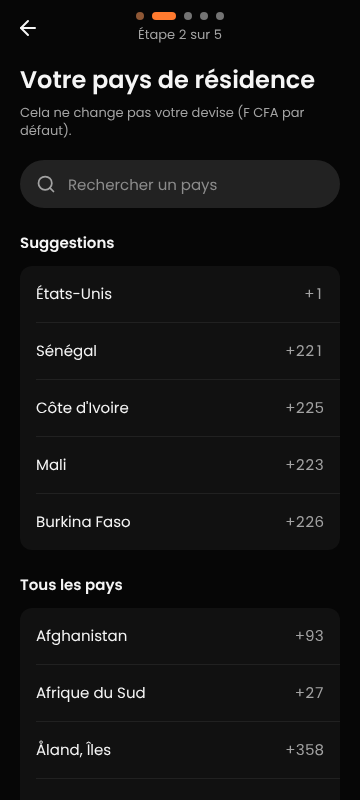 Étape 2 sur 5
Votre pays de résidence
Cela ne change pas votre devise (F CFA par
défaut).
Rechercher un pays
Suggestions
États-Unis +1
Sénégal +221
Côte d'Ivoire +225
Mali +223
Burkina Faso +226
Tous les pays
Afghanistan +93
Afrique du Sud +27
Åland, Îles +358